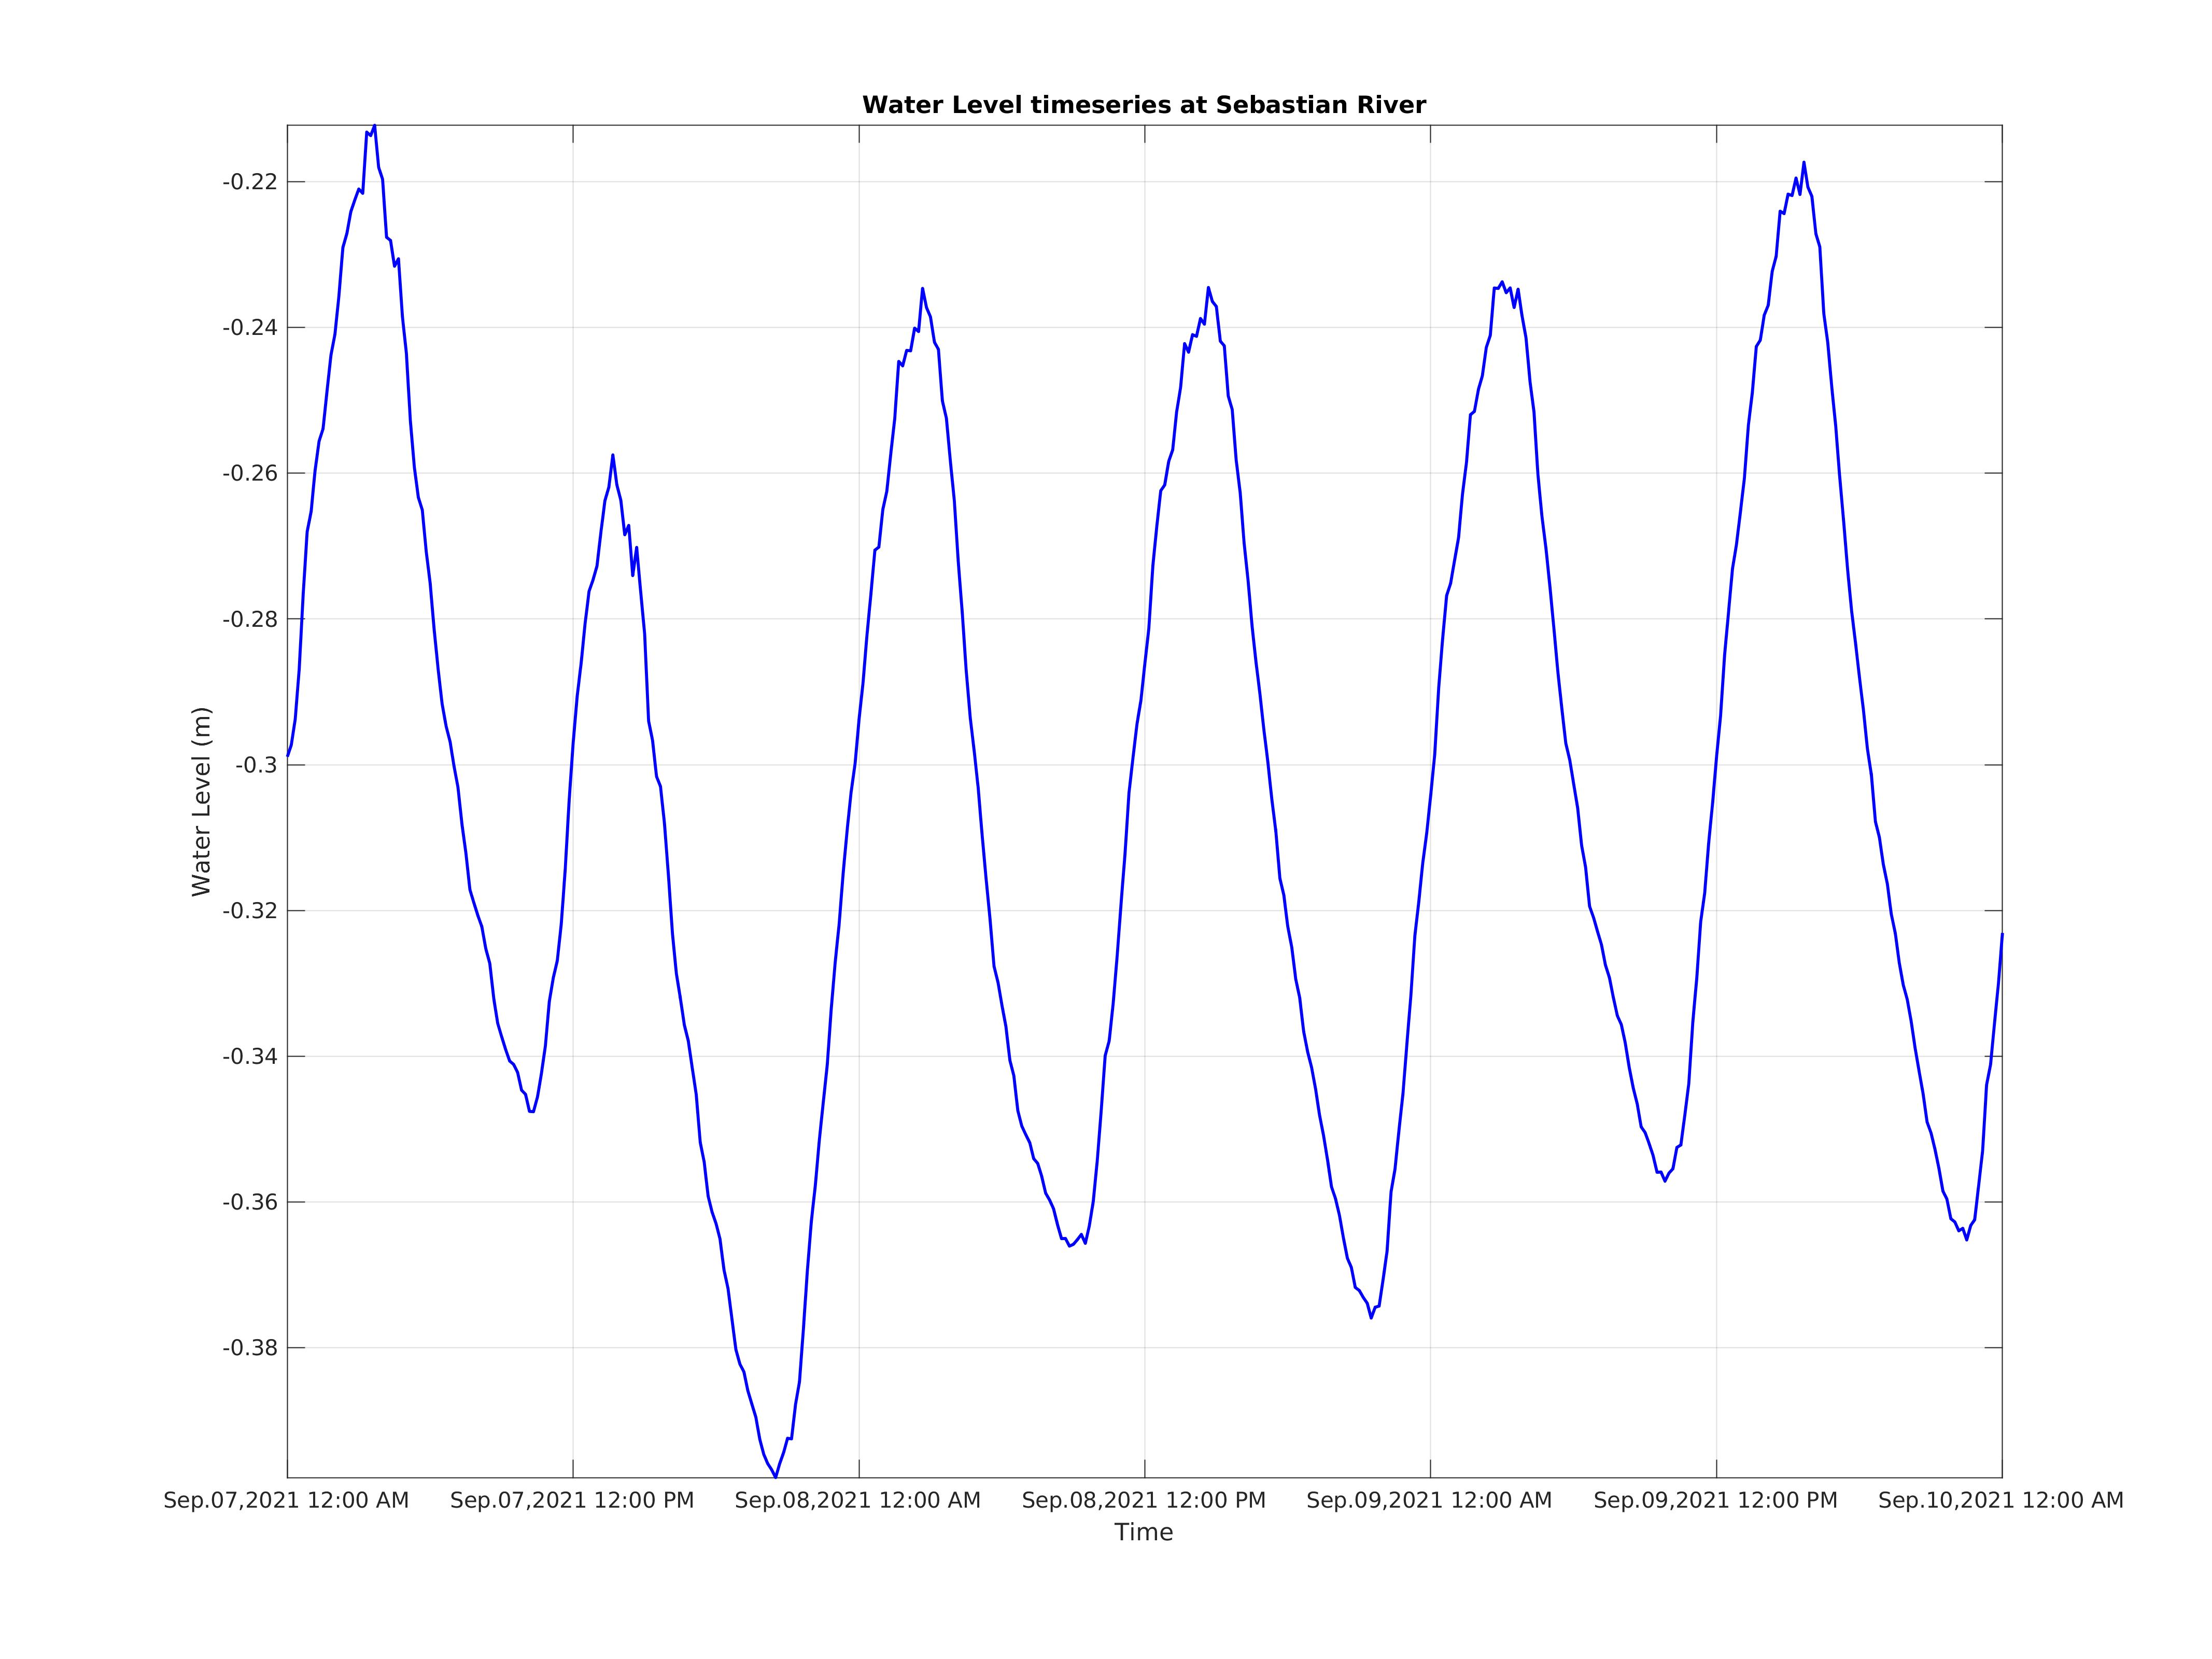 Water Level timeseries at Sebastian River
-0.22
-0.24
-0.26
-0.28
-0.3
-0.32
-0.34
-0.36
-0.38
Water Level (m)
Sep.07,2021 12:00 AM Sep.07,2021 12:00 PM Sep.08,2021 12:00 AM Sep.08,2021 12:00 PM Sep.09,2021 12:00 AM Sep.09,2021 12:00 PM Sep.10,2021 12:00 AM
Time